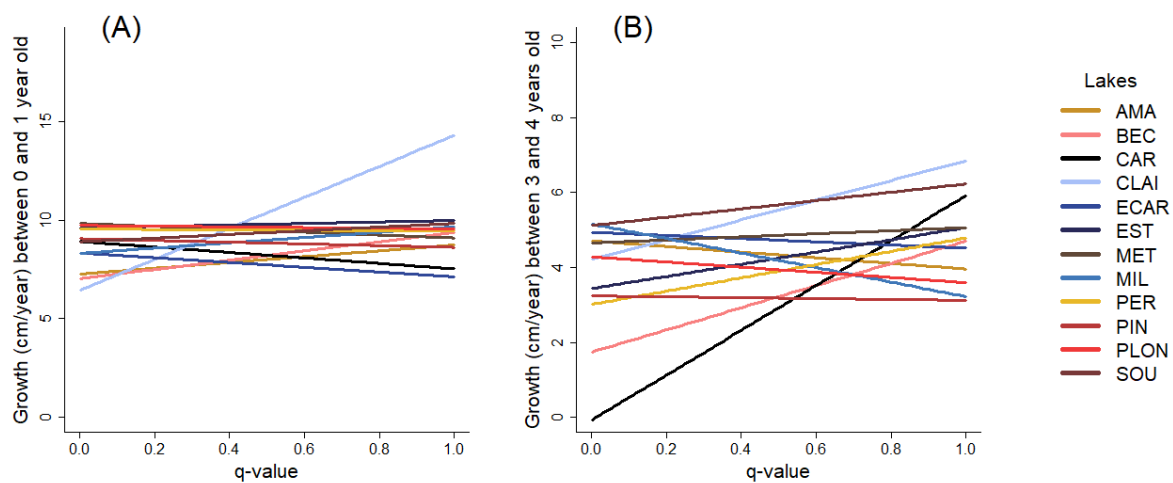 (A)
Growth (cm/year) between 0 and 1 year old
15
10
5
0
0.0 0.2 0.4 0.6 0.8 1.0
q-value
(B)
Growth (cm/year) between 3 and 4 years old
10
8
6
4
2
0
0.0 0.2 0.4 0.6 0.8 1.0
q-value
Lakes
AMA
BEC
CAR
CLAI
ECAR
EST
MET
MIL
PER
PIN
PLON
SOU